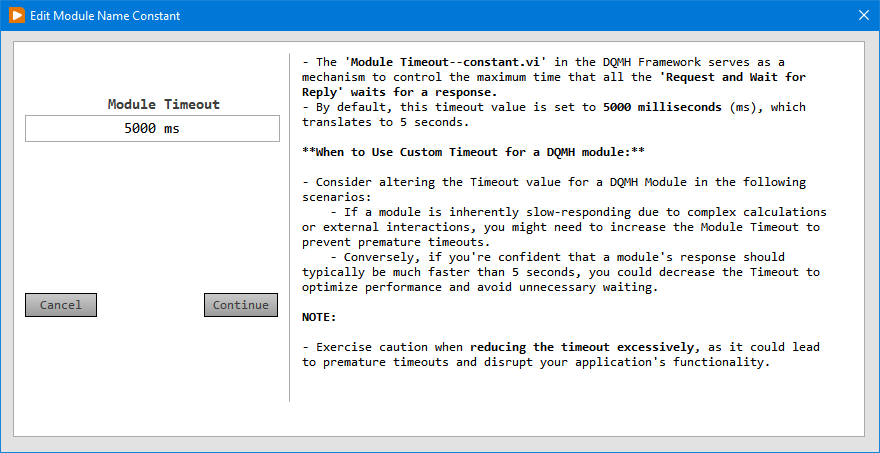 Edit Module Name Constant
Module Timeout
5000 ms
Cancel
Continue
- The 'Module Timeout--constant.vi' in the DQMH Framework serves as a
mechanism to control the maximum time that all the 'Request and Wait for
Reply' waits for a response.
- By default, this timeout value is set to 5000 milliseconds (ms), which
translates to 5 seconds.
**When to Use Custom Timeout for a DQMH module:**
- Consider altering the Timeout value for a DQMH Module in the following
scenarios:
- If a module is inherently slow-responding due to complex calculations
or external interactions, you might need to increase the Module Timeout to
prevent premature timeouts.
- Conversely, if you're confident that a module's response should
typically be much faster than 5 seconds, you could decrease the Timeout to
optimize performance and avoid unnecessary waiting.
NOTE:
- Exercise caution when reducing the timeout excessively, as it could lead
to premature timeouts and disrupt your application's functionality.